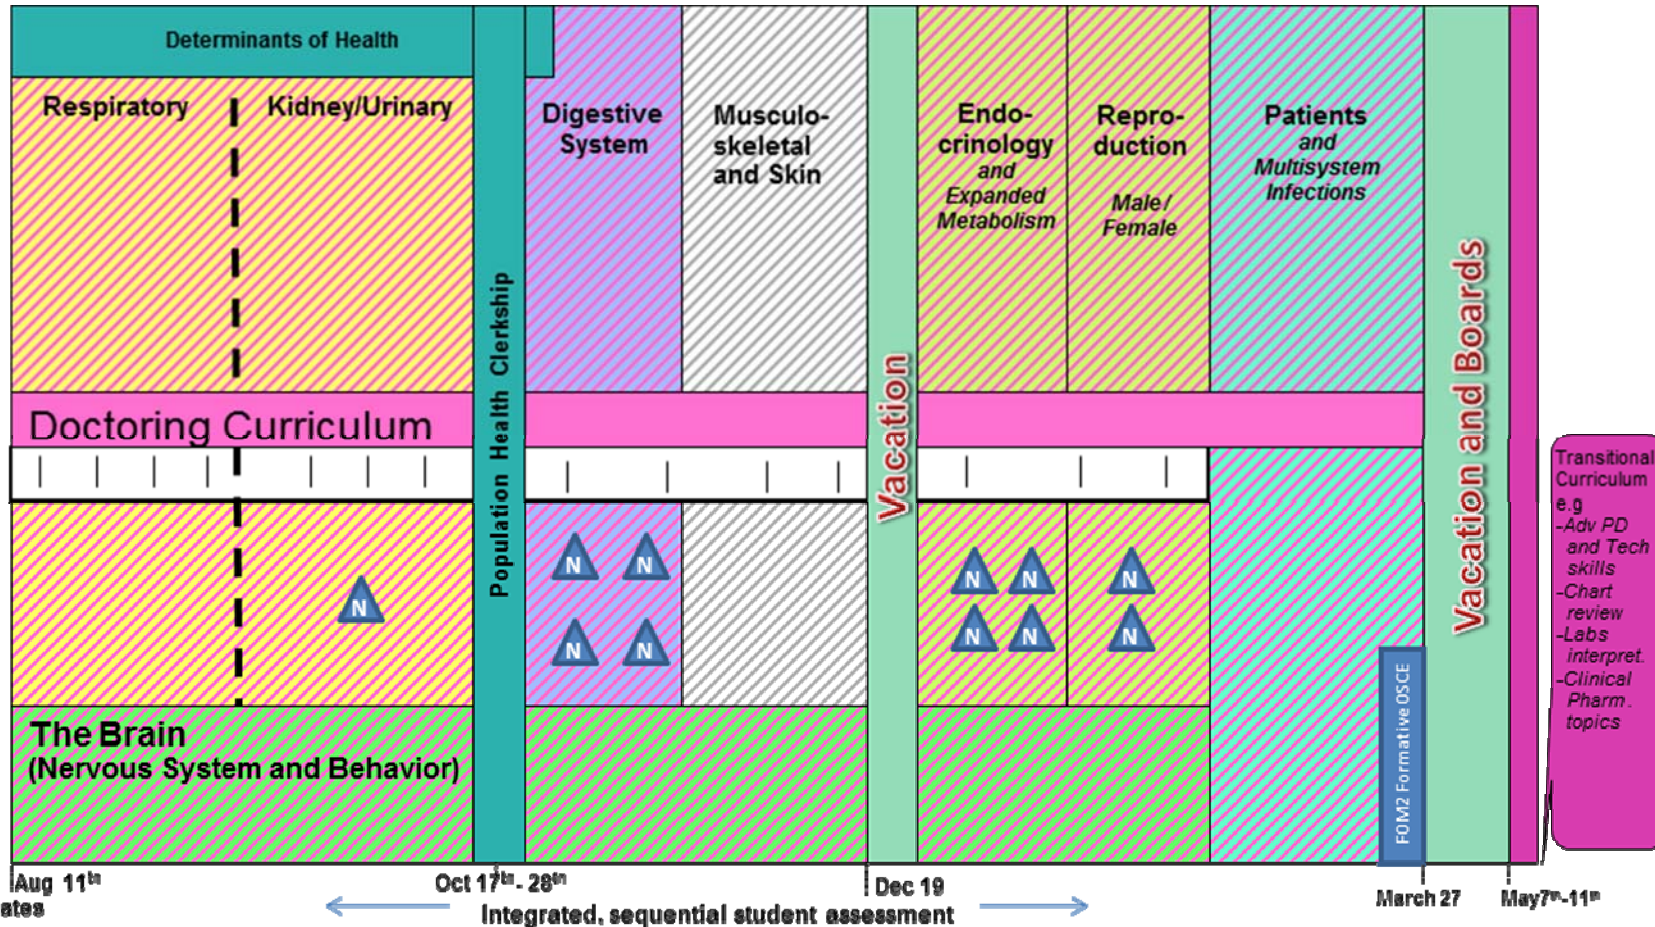 Determinants of Health
Respiratory
Kidney/Urinary
Digestive
System
Musculo-
skeletal
and Skin
Endo-
crinology
and
Expanded
Metabolism
Repro-
duction
Male/
Female
Patients
and
Multisystem
Infections
Population Health Clerkship
Vacation
Vacation and Boards
Doctoring Curriculum
N
N
N
N
N
N
N
N
N
N
N
The Brain
(Nervous System and Behavior)
FOM2 Formative OSCE
Transitional
Curriculum
e.g
-Adv PD
and Tech
skills
-Chart
review
-Labs
interpret.
-Clinical
Pharm.
topics
Aug 11th
ates
Oct 17th - 28th
Dec 19
March 27
May7th-11th
Integrated, sequential student assessment